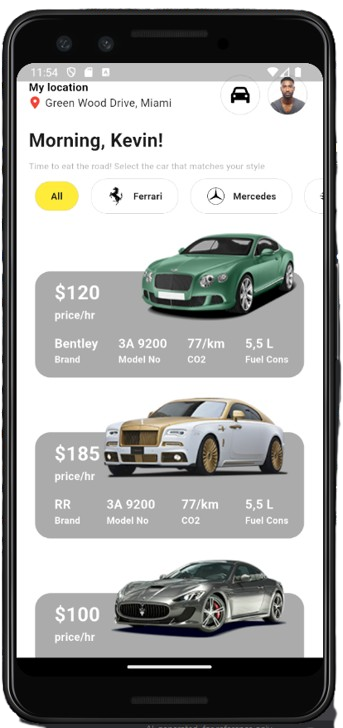 11:54
My location
Green Wood Drive, Miami
Morning, Kevin!
Time to eat the road! Select the car that matches your style
All Ferrari Mercedes
$120
price/hr
Bentley 3A 9200 77/km 5,5 L
Brand Model No CO2 Fuel Cons
$185
price/hr
RR 3A 9200 77/km 5,5 L
Brand Model No CO2 Fuel Cons
$100
price/hr